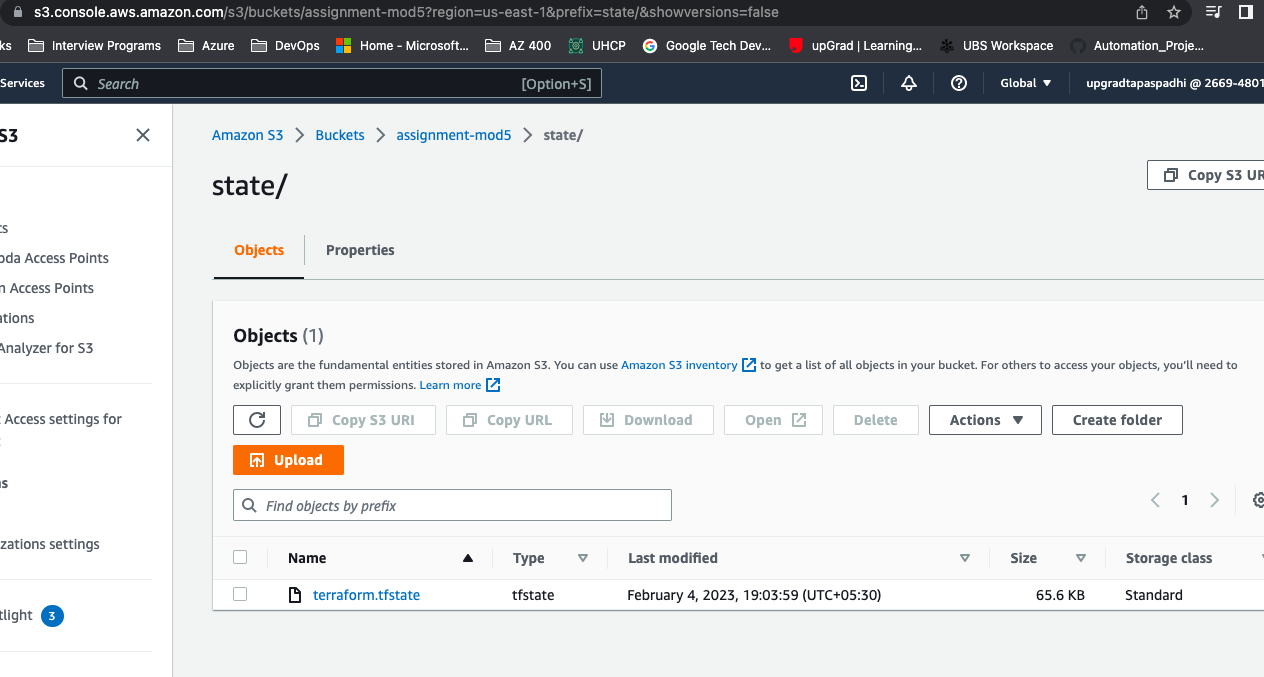 s3.console.aws.amazon.com/s3/buckets/assignment-mod5?region=us-east-1&prefix=state/&showversions=false
ks Interview Programs Azure DevOps Home - Microsoft... AZ 400 UHCP Google Tech Dev... upGrad | Learning... UBS Workspace Automation_Proje...
Services Search [Option+S] Global upgradtapaspadhi @ 2669-4801
S3
Amazon S3 > Buckets > assignment-mod5 > state/
state/
Copy S3 UR
ts
bda Access Points
n Access Points
ations
Analyzer for S3
Access settings for
ns
zations settings
tlight 3
Objects Properties
Objects (1)
Objects are the fundamental entities stored in Amazon S3. You can use Amazon S3 inventory to get a list of all objects in your bucket. For others to access your objects, you'll need to
explicitly grant them permissions. Learn more
Copy S3 URI Copy URL Download Open Delete Actions Create folder
Upload
Find objects by prefix
1
Name Type Last modified Size Storage class
terraform.tfstate tfstate February 4, 2023, 19:03:59 (UTC+05:30) 65.6 KB Standard